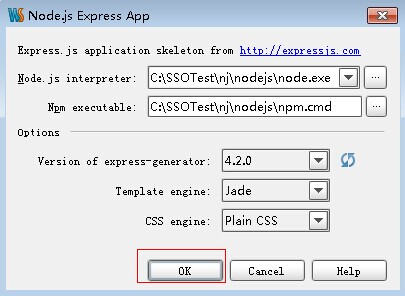 Node.js Express App
Express.js application skeleton from http://expressjs.com
Node.js interpreter: C:\SSOTest\nj\nodejs\node.exe ...
Npm executable: C:\SSOTest\nj\nodejs\npm.cmd ...
Options
Version of express-generator: 4.2.0
Template engine: Jade
CSS engine: Plain CSS
OK Cancel Help